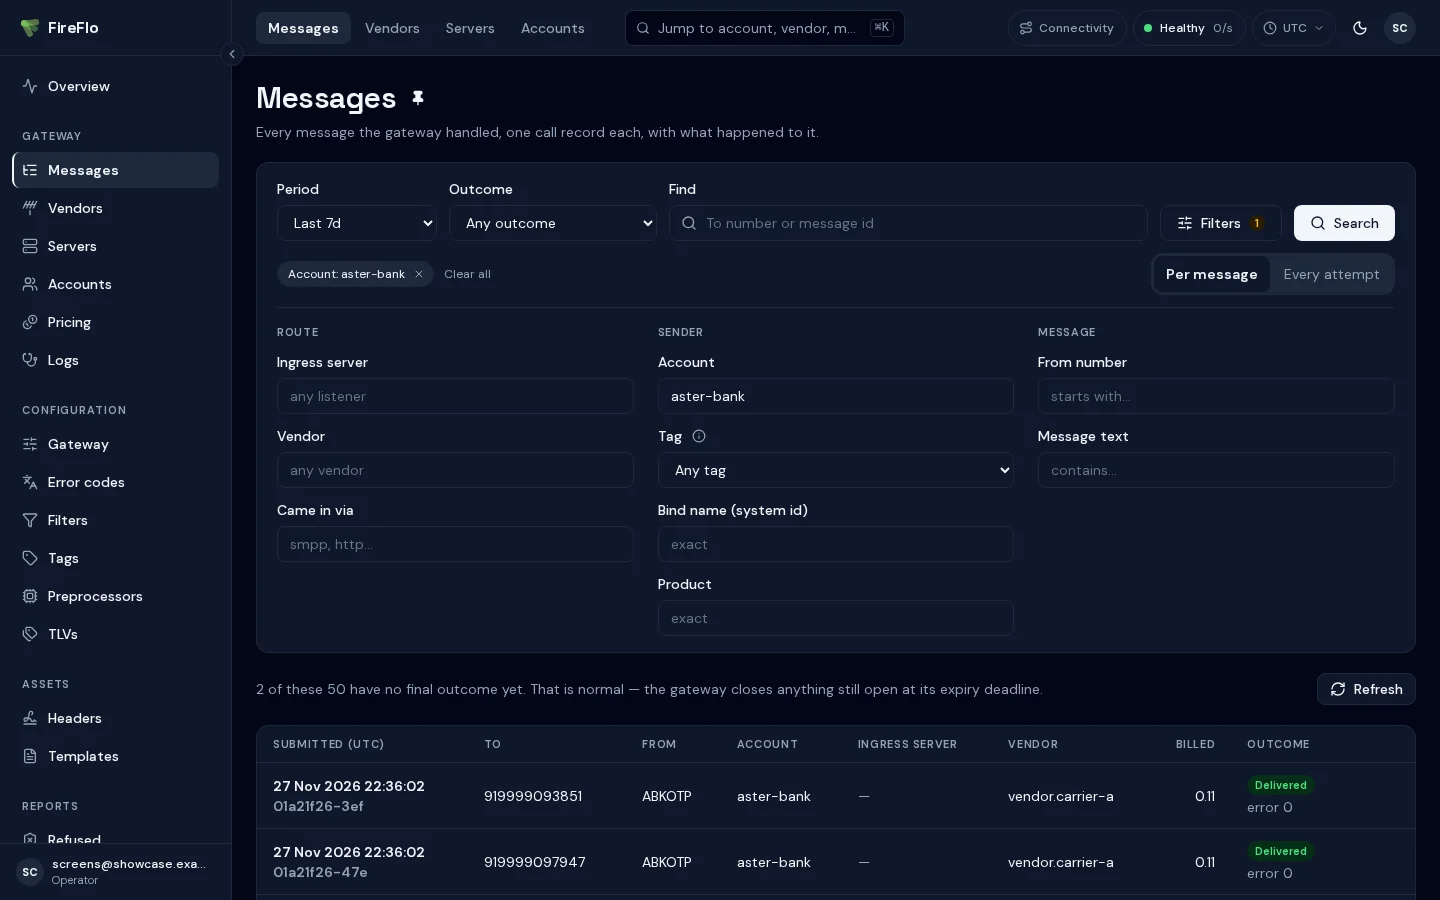 FireFlo
Messages
Vendors
Servers
Accounts
Jump to account, vendor, m...
⌘K
Connectivity
Healthy 0/s
UTC
SC
Overview
GATEWAY
Messages
Vendors
Servers
Accounts
Pricing
Logs
CONFIGURATION
Gateway
Error codes
Filters
Tags
Preprocessors
TLVs
ASSETS
Headers
Templates
REPORTS
Refused
SC
screens@showcase.exa...
Operator
Messages
Every message the gateway handled, one call record each, with what happened to it.
Period
Outcome
Find
Last 7d
Any outcome
To number or message id
Filters 1
Search
Account: aster-bank ×
Clear all
Per message
Every attempt
ROUTE
SENDER
MESSAGE
Ingress server
Account
From number
any listener
aster-bank
starts with...
Vendor
Tag
Message text
any vendor
Any tag
contains...
Came in via
Bind name (system id)
smpp, http...
exact
Product
exact
2 of these 50 have no final outcome yet. That is normal — the gateway closes anything still open at its expiry deadline.
Refresh
SUBMITTED (UTC) TO FROM ACCOUNT INGRESS SERVER VENDOR BILLED OUTCOME
27 Nov 2026 22:36:02
01a21f26-3ef
919999093851 ABKOTP aster-bank — vendor.carrier-a 0.11
Delivered
error 0
27 Nov 2026 22:36:02
01a21f26-47e
919999097947 ABKOTP aster-bank — vendor.carrier-a 0.11
Delivered
error 0